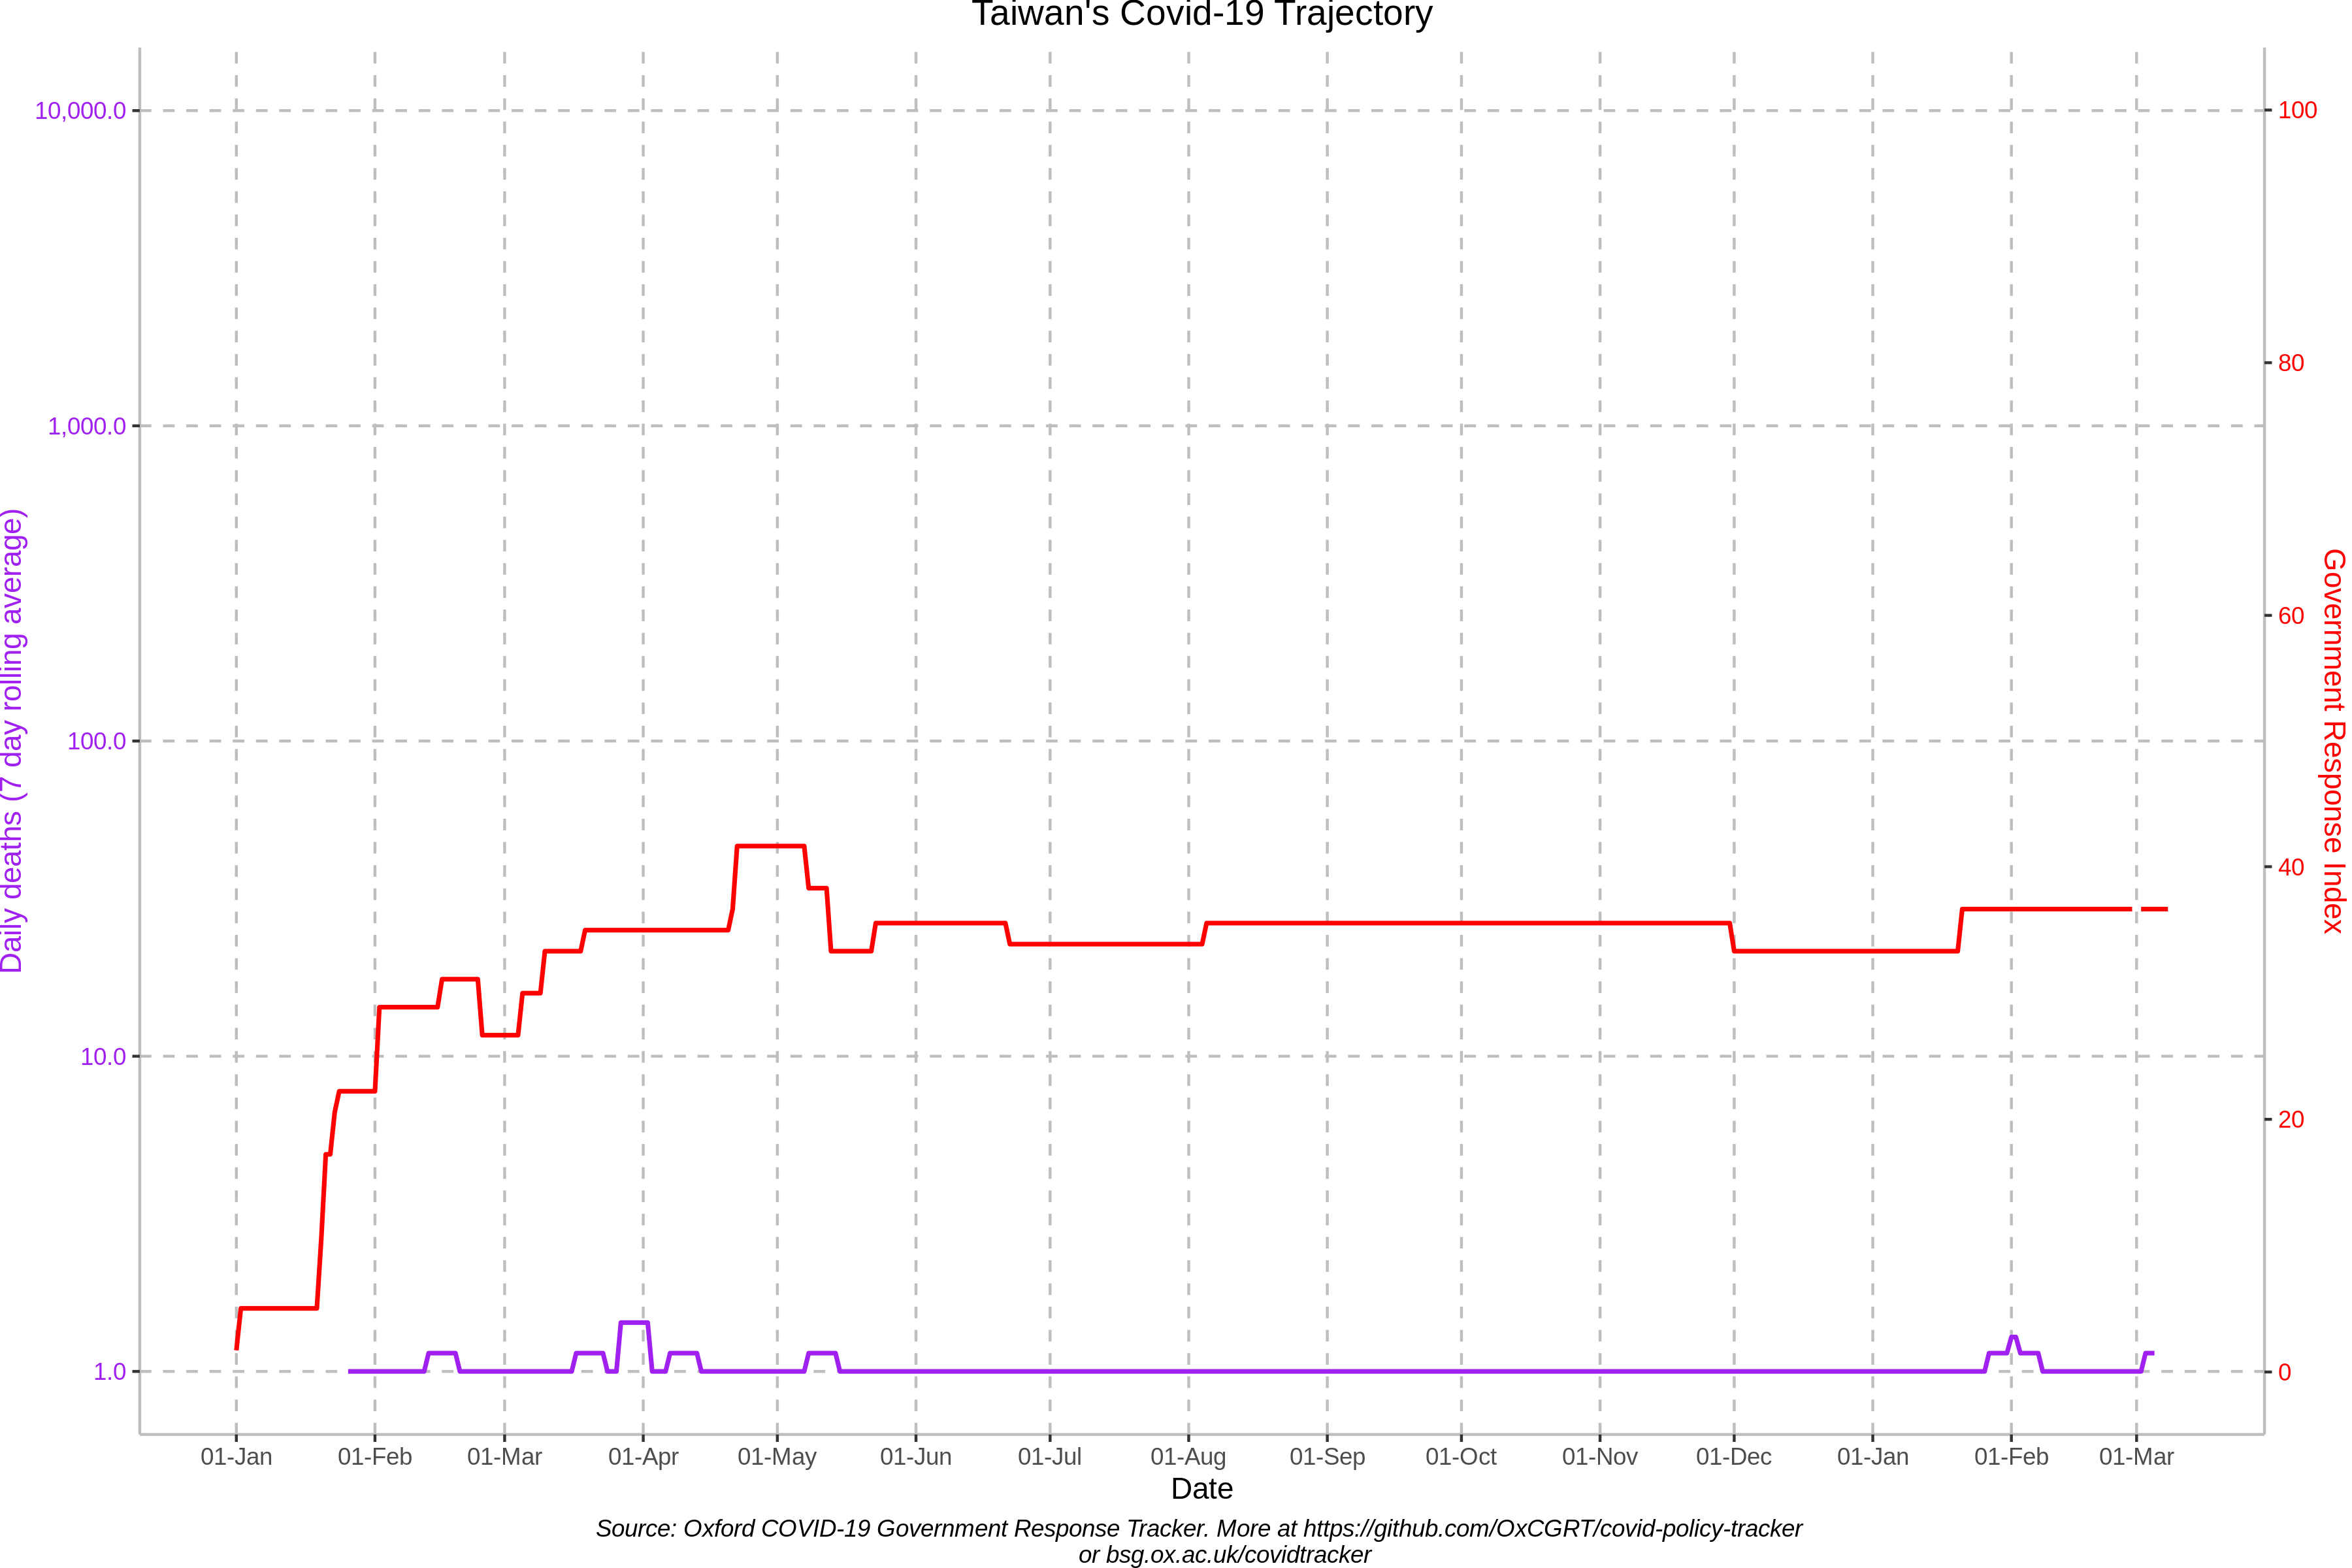 Taiwan's Covid-19 Trajectory
10,000.0
1,000.0
100.0
10.0
1.0
Daily deaths (7 day rolling average)
100
80
60
40
20
0
Government Response Index
01-Jan 01-Feb 01-Mar 01-Apr 01-May 01-Jun 01-Jul 01-Aug 01-Sep 01-Oct 01-Nov 01-Dec 01-Jan 01-Feb 01-Mar
Date
Source: Oxford COVID-19 Government Response Tracker. More at https://github.com/OxCGRT/covid-policy-tracker
or bsg.ox.ac.uk/covidtracker